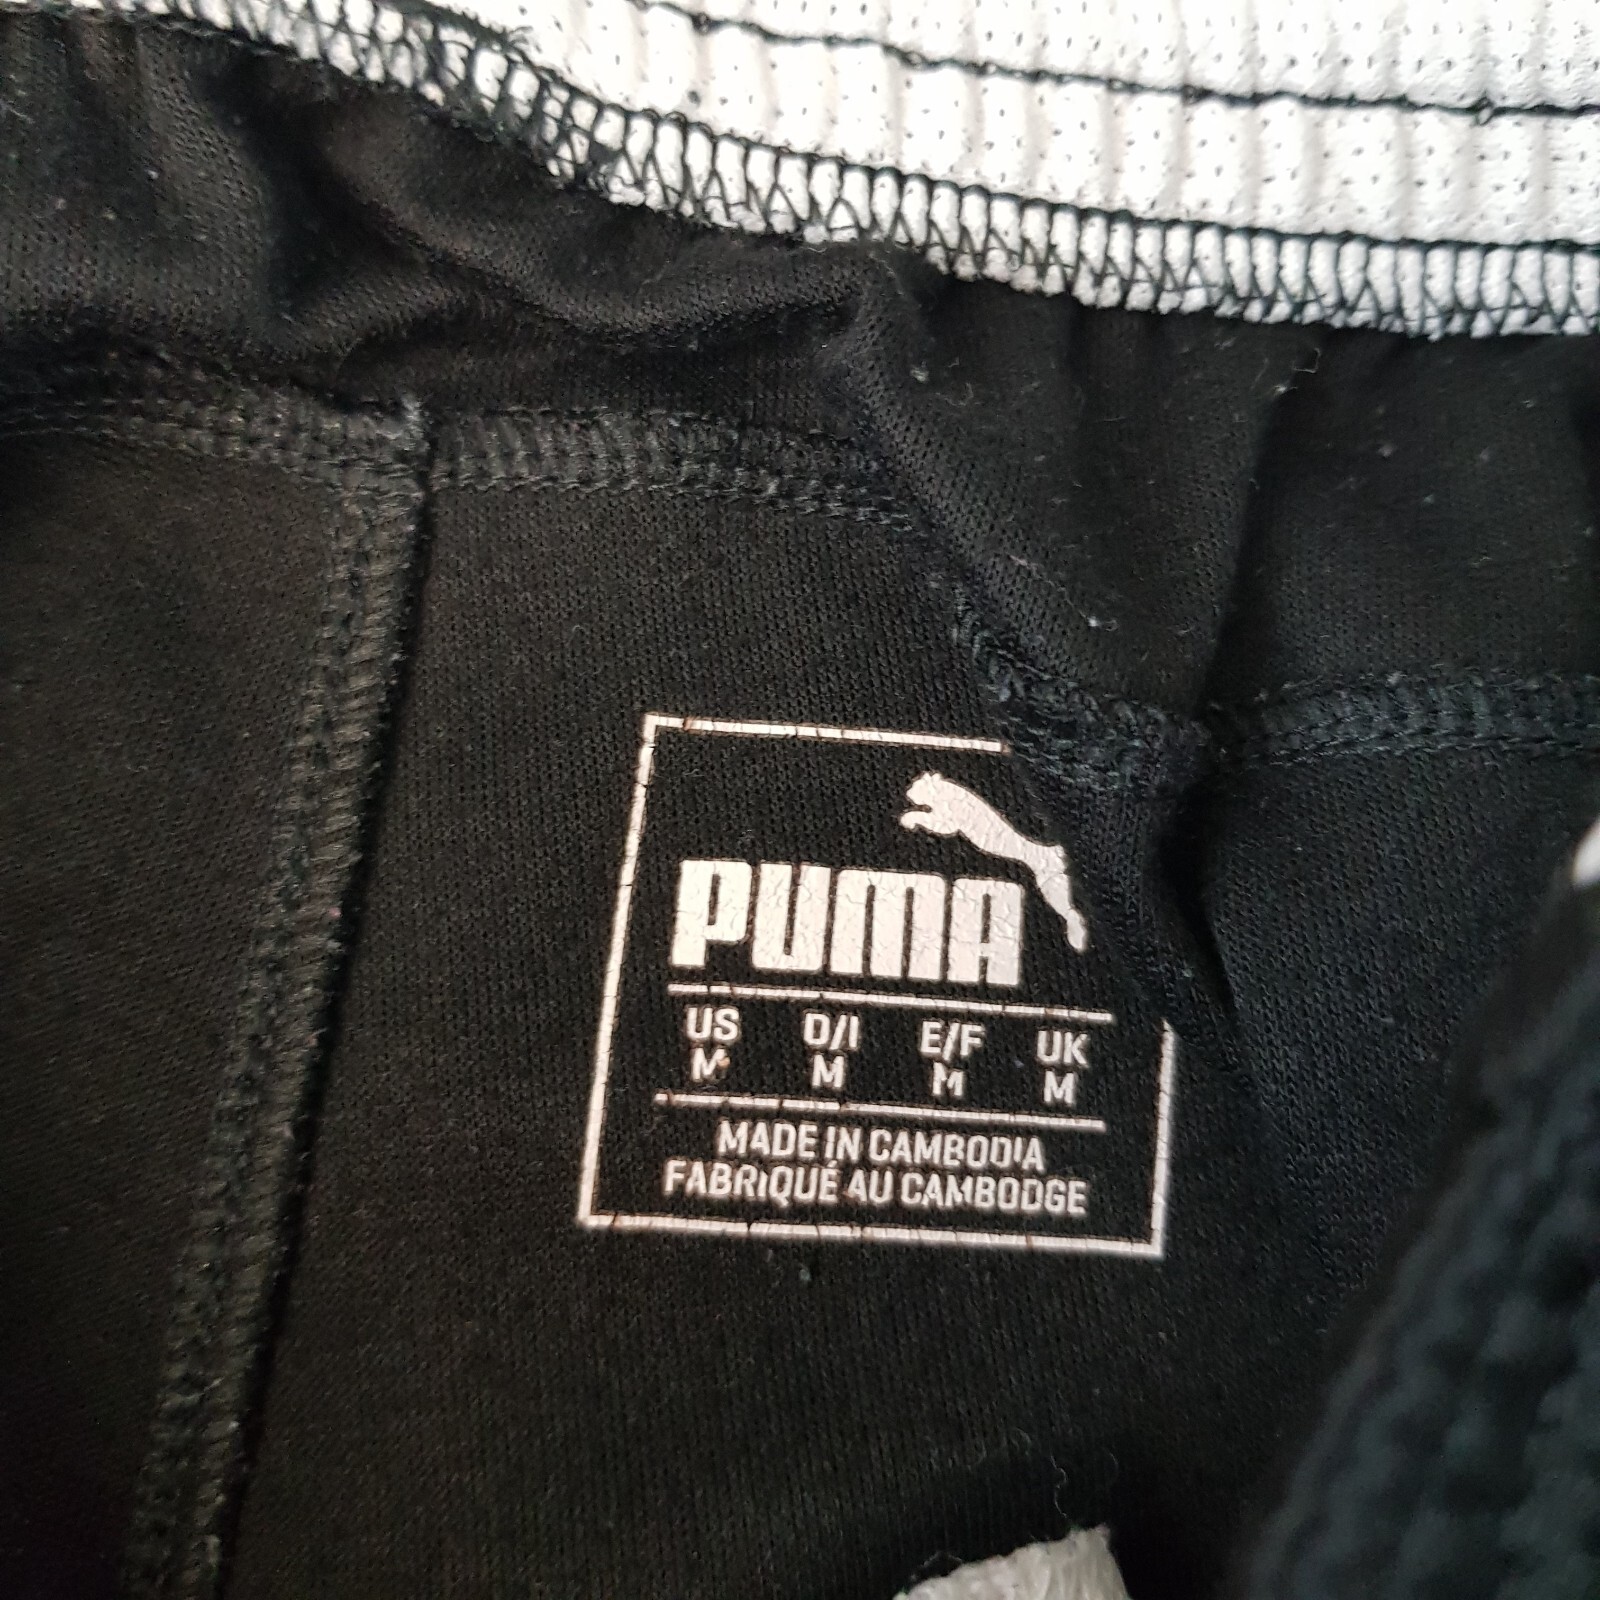 PUMA
US D/I E/F UK
M M M M
MADE IN CAMBODIA
FABRIQUÉ AU CAMBODGE